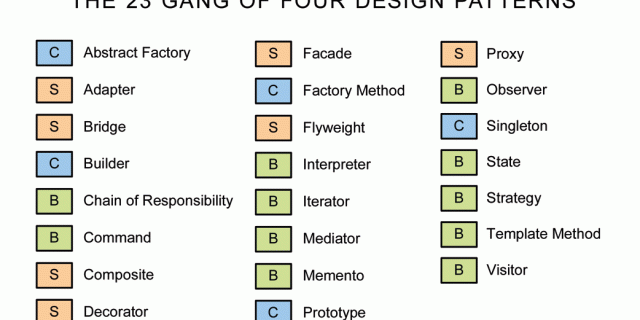 THE 23 GANG OF FOUR DESIGN PATTERNS
C Abstract Factory
S Adapter
S Bridge
C Builder
B Chain of Responsibility
B Command
S Composite
S Decorator
S Facade
C Factory Method
S Flyweight
B Interpreter
B Iterator
B Mediator
B Memento
C Prototype
S Proxy
B Observer
C Singleton
B State
B Strategy
B Template Method
B Visitor